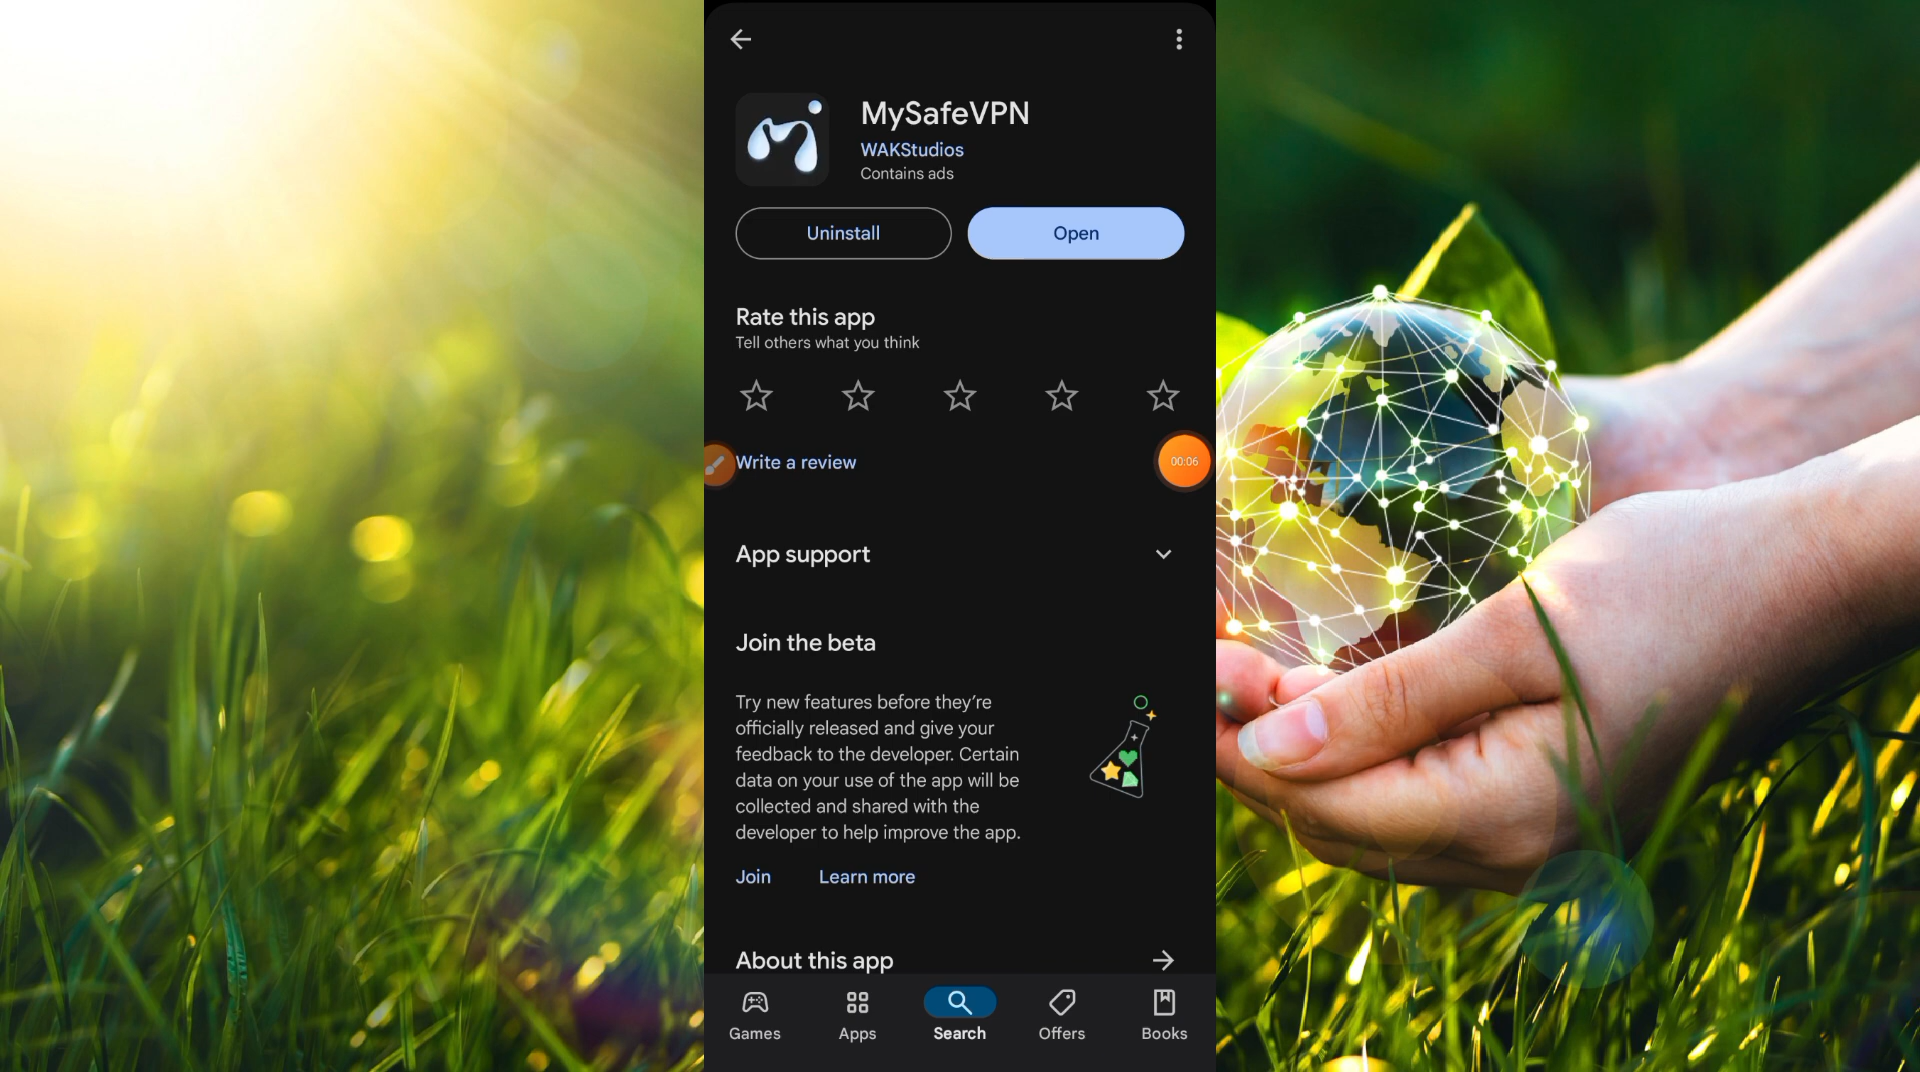 MySafeVPN
WAKStudios
Contains ads
Uninstall
Open
Rate this app
Tell others what you think
Write a review
00:06
App support
Join the beta
Try new features before they’re
officially released and give your
feedback to the developer. Certain
data on your use of the app will be
collected and shared with the
developer to help improve the app.
Join
Learn more
About this app
Games
Apps
Search
Offers
Books